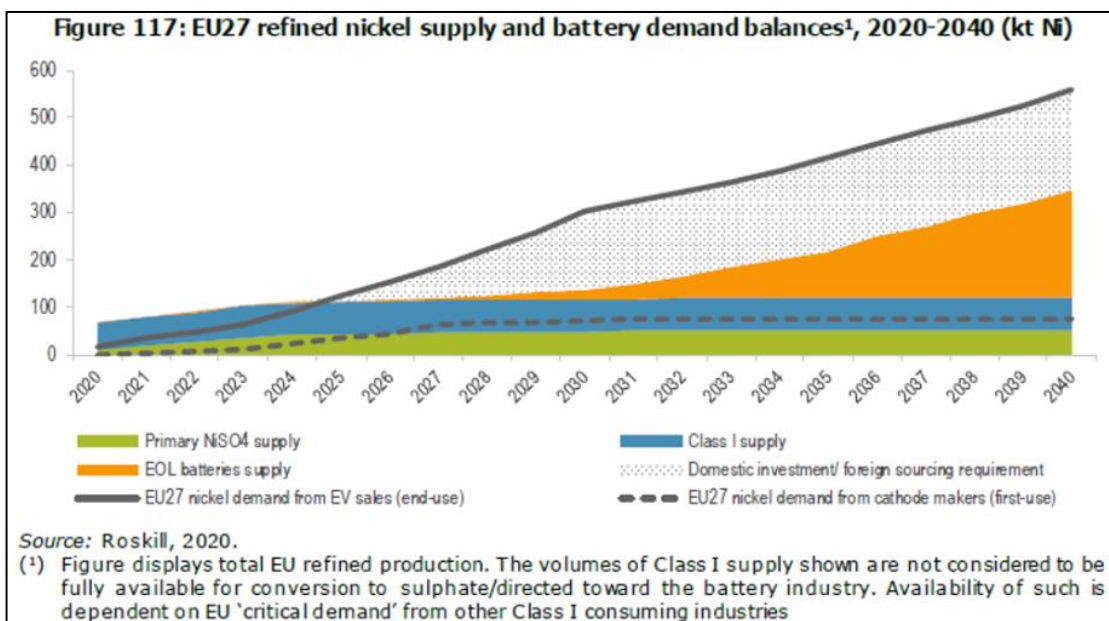 Figure 117: EU27 refined nickel supply and battery demand balances¹, 2020-2040 (kt Ni)
600
500
400
300
200
100
0
2020 2021 2022 2023 2024 2025 2026 2027 2028 2029 2030 2031 2032 2033 2034 2035 2036 2037 2038 2039 2040
Primary NiSO4 supply Class I supply
EOL batteries supply Domestic investment/ foreign sourcing requirement
EU27 nickel demand from EV sales (end-use) EU27 nickel demand from cathode makers (first-use)
Source: Roskill, 2020.
(¹) Figure displays total EU refined production. The volumes of Class I supply shown are not considered to be
fully available for conversion to sulphate/directed toward the battery industry. Availability of such is
dependent on EU ‘critical demand’ from other Class I consuming industries